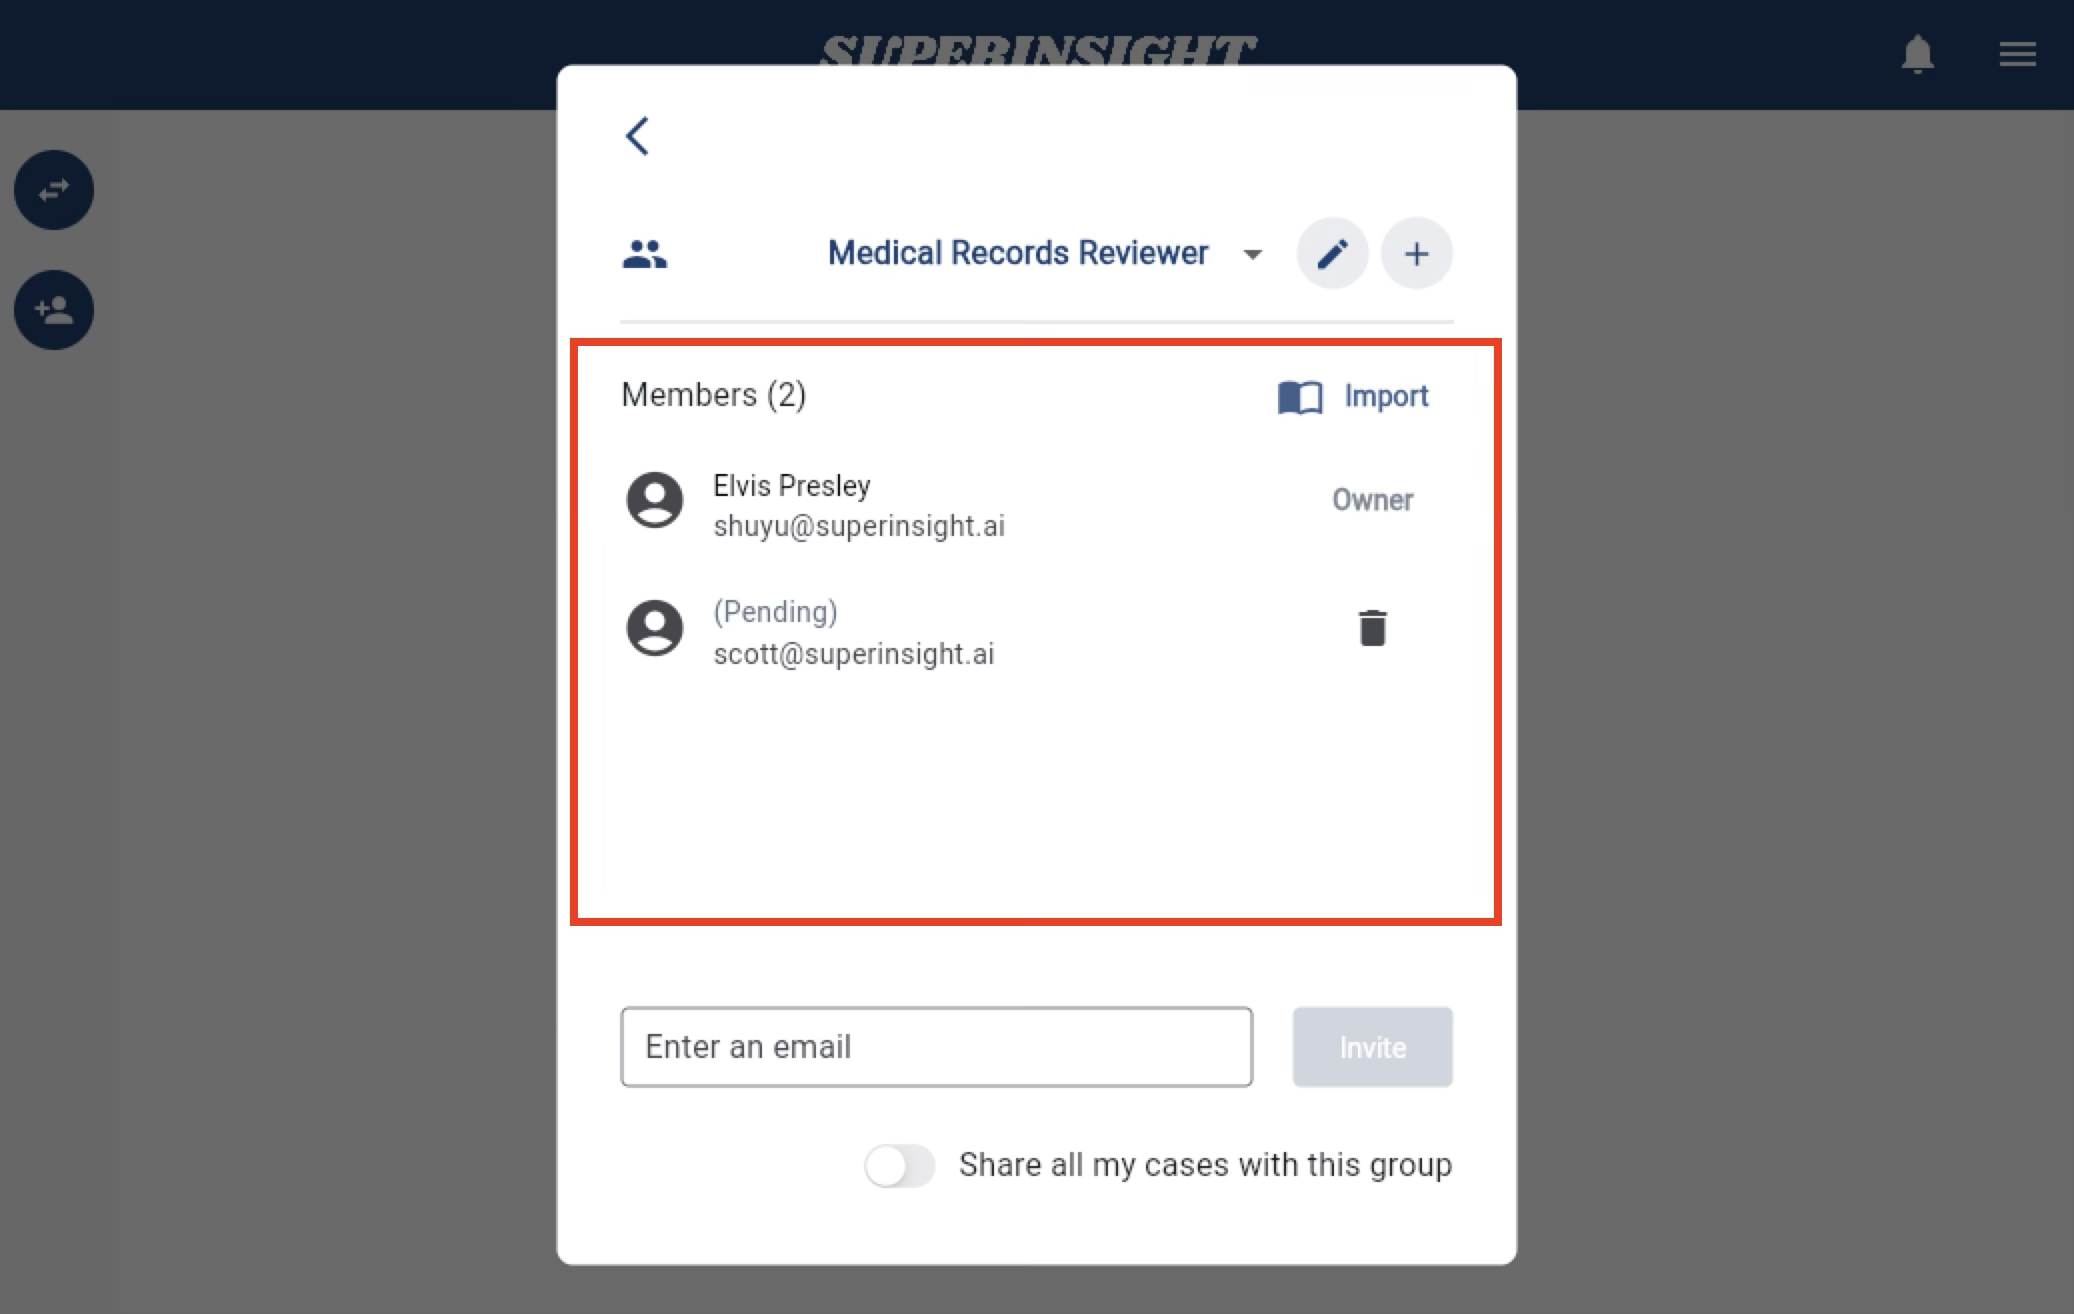 SUPERINSIGHT
Medical Records Reviewer
Members (2)
Import
Elvis Presley
shuyu@superinsight.ai
Owner
(Pending)
scott@superinsight.ai
Enter an email
Invite
Share all my cases with this group